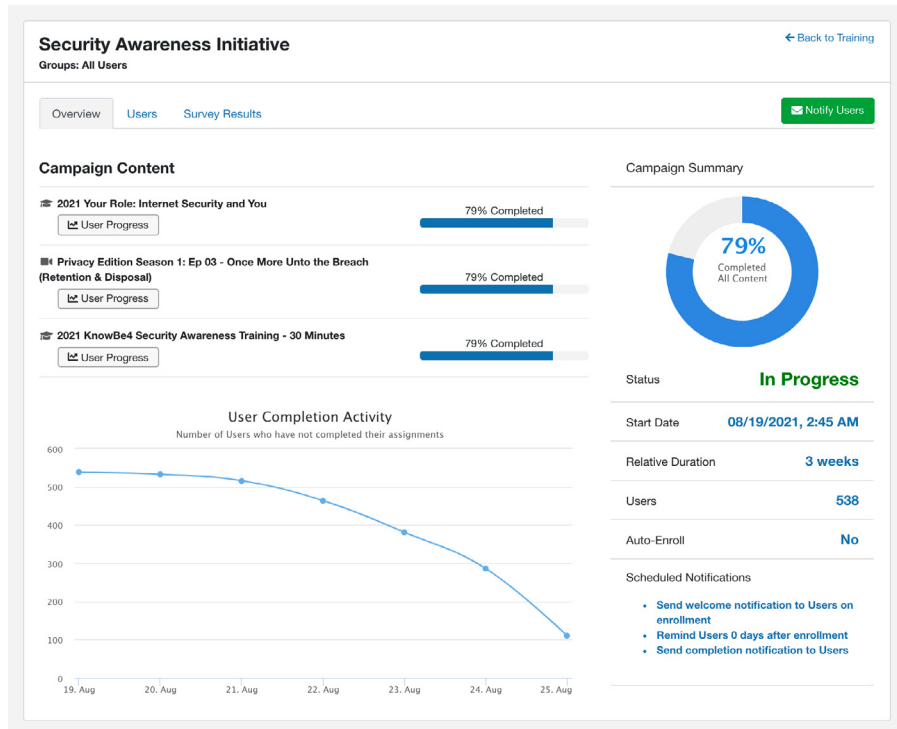 Security Awareness Initiative
← Back to Training
Groups: All Users
Overview
Users
Survey Results
Notify Users
Campaign Content
2021 Your Role: Internet Security and You
User Progress
79% Completed
Privacy Edition Season 1: Ep 03 - Once More Unto the Breach
(Retention & Disposal)
User Progress
79% Completed
2021 KnowBe4 Security Awareness Training - 30 Minutes
User Progress
79% Completed
User Completion Activity
Number of Users who have not completed their assignments
600
500
400
300
200
100
0
19. Aug
20. Aug
21. Aug
22. Aug
23. Aug
24. Aug
25. Aug
Campaign Summary
79%
Completed
All Content
Status
In Progress
Start Date
08/19/2021, 2:45 AM
Relative Duration
3 weeks
Users
538
Auto-Enroll
No
Scheduled Notifications
• Send welcome notification to Users on
enrollment
• Remind Users 0 days after enrollment
• Send completion notification to Users